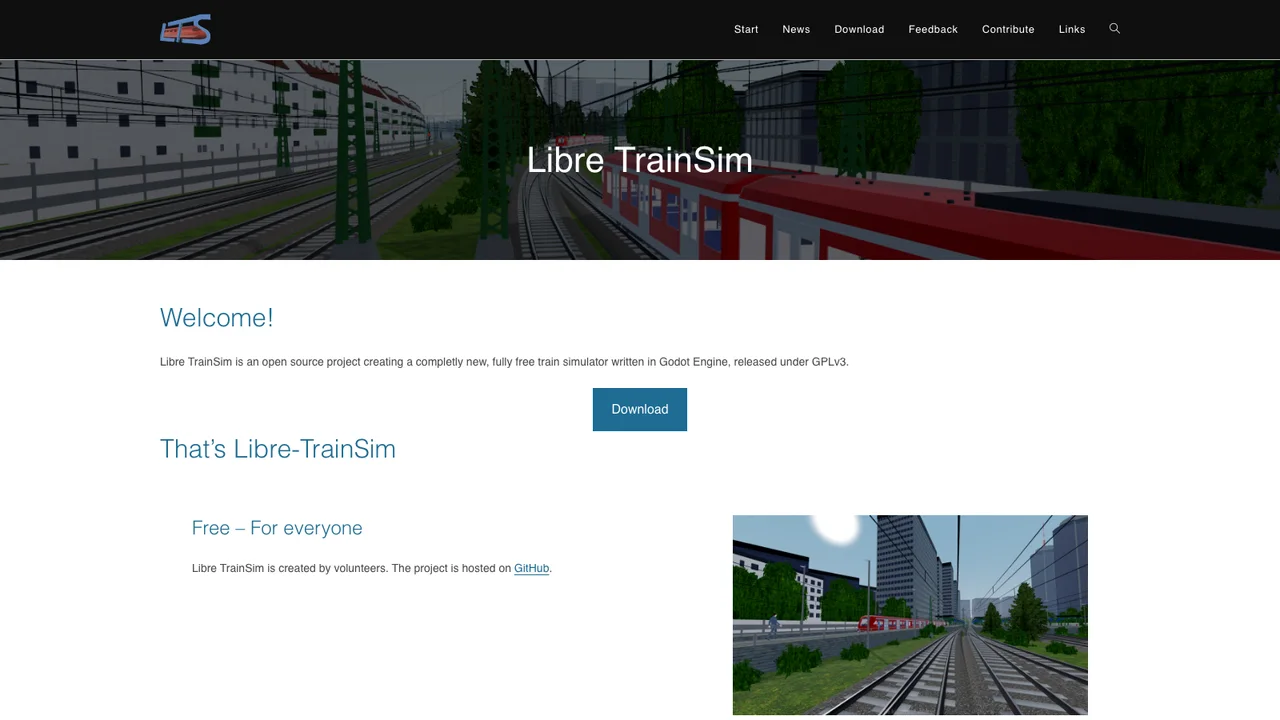 LTS
Start News Download Feedback Contribute Links
Libre TrainSim
Welcome!
Libre TrainSim is an open source project creating a completly new, fully free train simulator written in Godot Engine, released under GPLv3.
Download
That’s Libre-TrainSim
Free – For everyone
Libre TrainSim is created by volunteers. The project is hosted on GitHub.